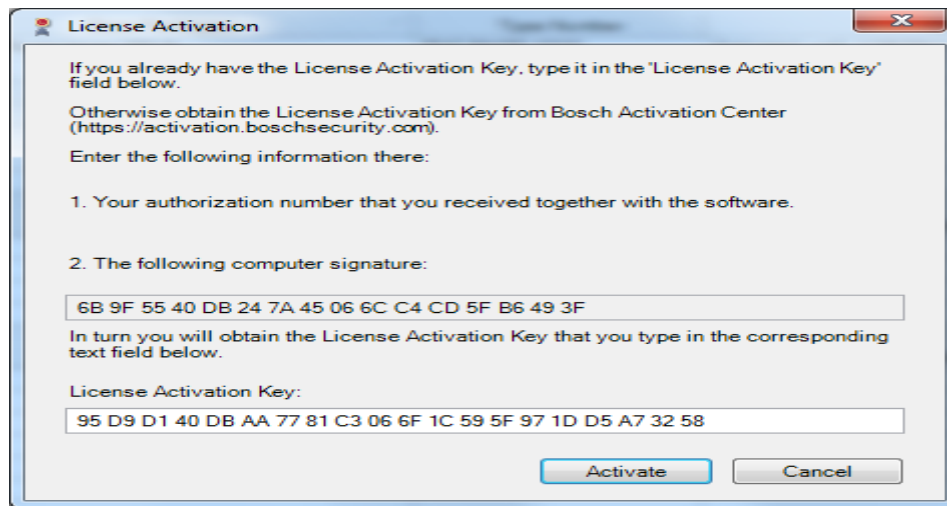 License Activation
If you already have the License Activation Key, type it in the 'License Activation Key'
field below.
Otherwise obtain the License Activation Key from Bosch Activation Center
(https://activation.boschsecurity.com).
Enter the following information there:
1. Your authorization number that you received together with the software.
2. The following computer signature:
6B 9F 55 40 DB 24 7A 45 06 6C C4 CD 5F B6 49 3F
In turn you will obtain the License Activation Key that you type in the corresponding
text field below.
License Activation Key:
95 D9 D1 40 DB AA 77 81 C3 06 6F 1C 59 5F 97 1D D5 A7 32 58
Activate
Cancel